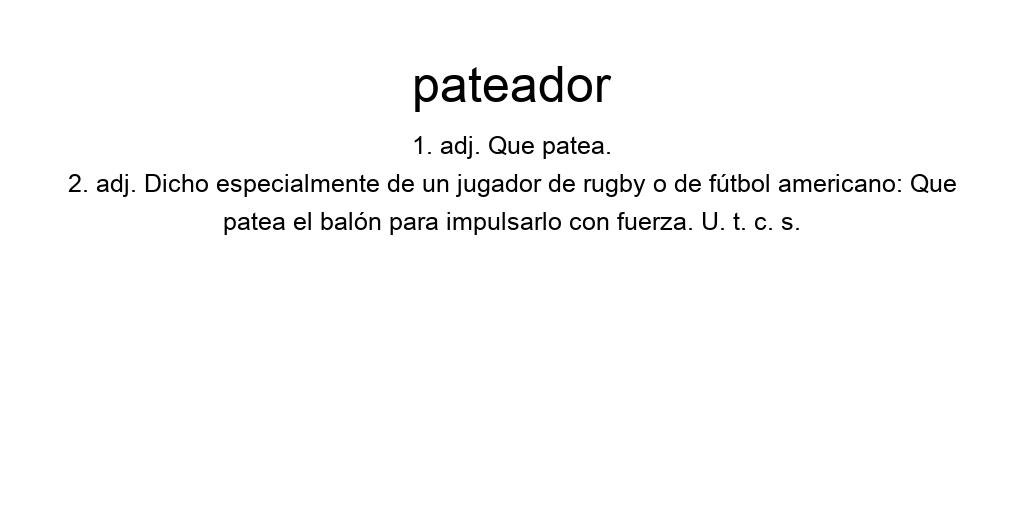 pateador
1. adj. Que patea.
2. adj. Dicho especialmente de un jugador de rugby o de fútbol americano: Que
patea el balón para impulsarlo con fuerza. U. t. c. s.